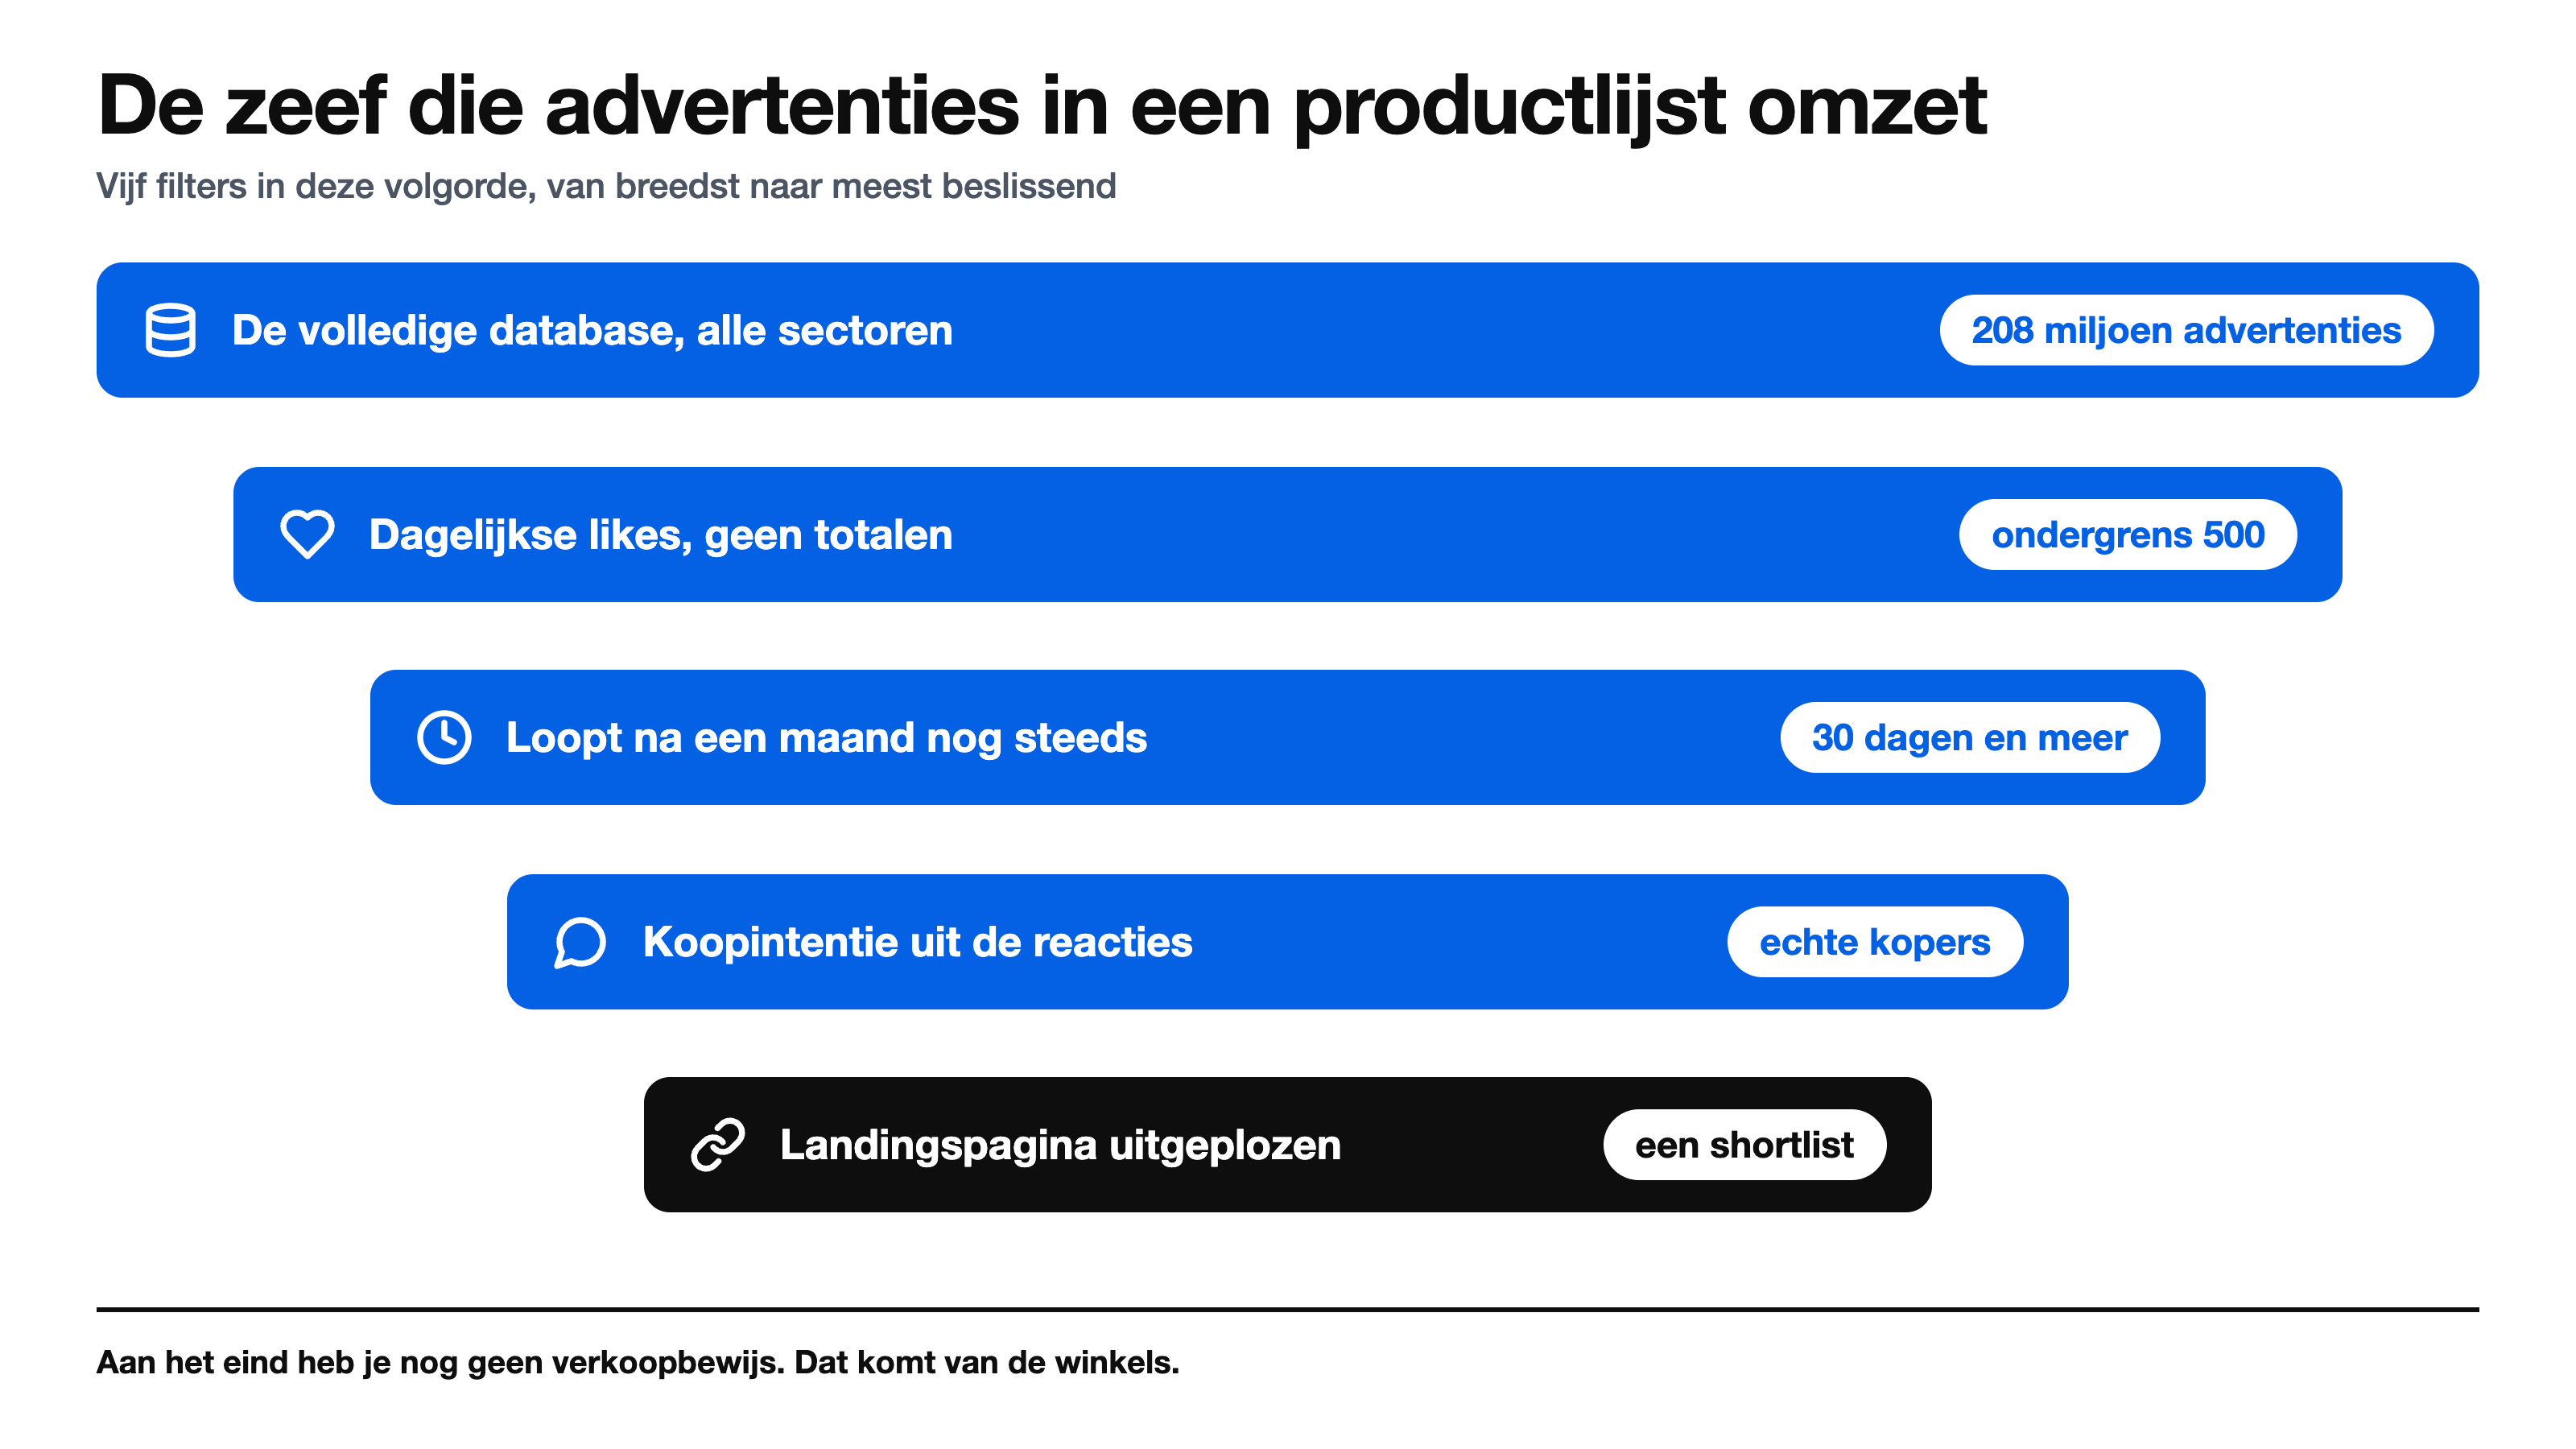 De zeef die advertenties in een productlijst omzet
Vijf filters in deze volgorde, van breedst naar meest beslissend
De volledige database, alle sectoren
208 miljoen advertenties
Dagelijkse likes, geen totalen
ondergrens 500
Loopt na een maand nog steeds
30 dagen en meer
Koopintentie uit de reacties
echte kopers
Landingspagina uitgeplozen
een shortlist
Aan het eind heb je nog geen verkoopbewijs. Dat komt van de winkels.